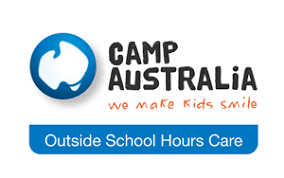 CAMP
AUSTRALiA
we make kids smile
Outside School Hours Care